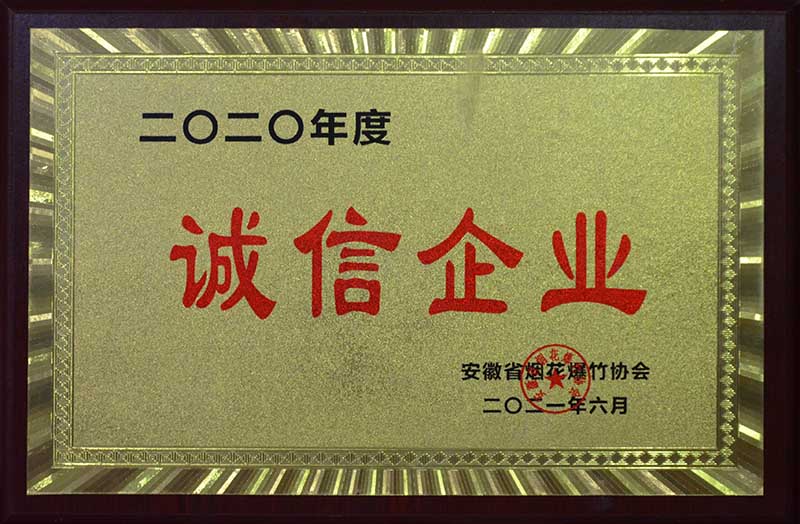 二〇二〇年度
诚信企业
安徽省烟花爆竹协会
二〇二一年六月